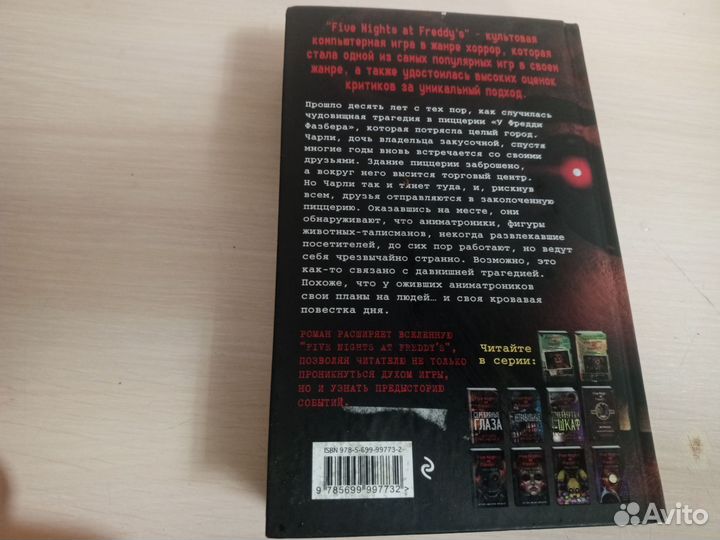 "Five Nights at Freddy's" – культовая
компьютерная игра в жанре хоррор, которая
стала одной из самых популярных игр в своем
жанре, а также удостоилась высоких оценок
критиков за уникальный подход.
Прошло десять лет с тех пор, как случилась
чудовищная трагедия в пиццерии «У Фредди
Фазбера», которая потрясла целый город.
Чарли, дочь владельца закусочной, спустя
многие годы вновь встречается со своими
друзьями. Здание пиццерии заброшено,
а вокруг него высится торговый центр.
Но Чарли так и тянет туда, и, рискнув
всем, друзья отправляются в заколоченную
пиццерию. Оказавшись на месте, они
обнаруживают, что аниматроники, фигуры
животных-талисманов, некогда развлекавшие
посетителей, до сих пор работают, но ведут
себя чрезвычайно странно. Возможно, это
как-то связано с давнишней трагедией.
Похоже, что у оживших аниматроников
свои планы на людей… и своя кровавая
повестка дня.
РОМАН РАСШИРЯЕТ ВСЕЛЕННУЮ
"FIVE NIGHTS AT FREDDY'S",
ПОЗВОЛЯЯ ЧИТАТЕЛЮ НЕ ТОЛЬКО
ПРОНИКНУТЬСЯ ДУХОМ ИГРЫ,
НО И УЗНАТЬ ПРЕДЫСТОРИЮ
СОБЫТИЙ.
Читайте
в серии:
СЕРЕБРЯНЫЕ
ГЛАЗА
ШКАФ
ISBN 978-5-699-99773-2
9 785699 997732 >
Avito